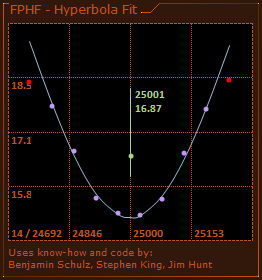 FPHF - Hyperbola Fit
25001
16.87
18.5
17.1
15.8
14 / 24692 24846 25000 25153
Uses know-how and code by:
Benjamin Schulz, Stephen King, Jim Hunt